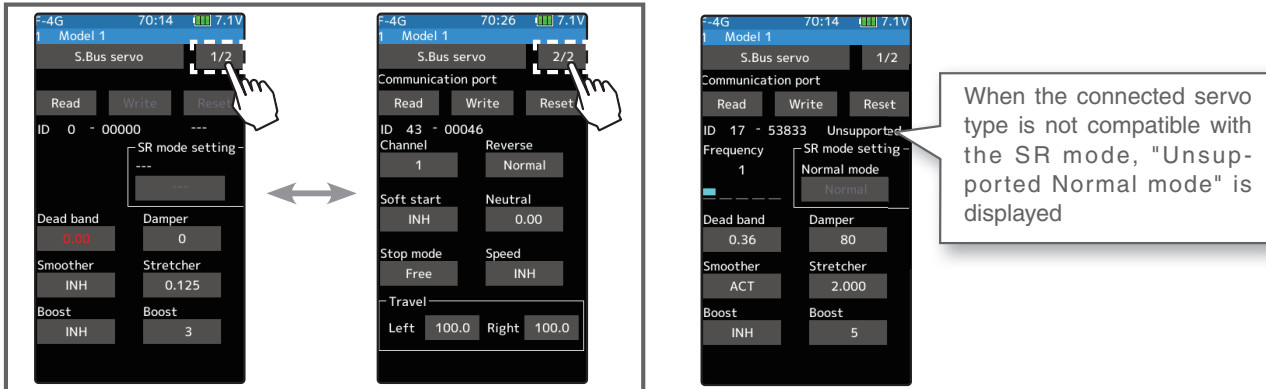 F-4G 70:14 7.1V
1 Model 1
S.Bus servo 1/2
Read Write Reset
ID 0 - 00000 ---
SR mode setting
---
---
Dead band Damper
0.00 0
Smoother Stretcher
INH 0.125
Boost Boost
INH 3
F-4G 70:26 7.1V
1 Model 1
S.Bus servo 2/2
Communication port
Read Write Reset
ID 43 - 00046
Channel Reverse
1 Normal
Soft start Neutral
INH 0.00
Stop mode Speed
Free INH
Travel
Left 100.0 Right 100.0
F-4G 70:14 7.1V
1 Model 1
S.Bus servo 1/2
Communication port
Read Write Reset
ID 17 - 53833 Unsupported
Frequency SR mode setting
1 Normal mode
Normal
Dead band Damper
0.36 80
Smoother Stretcher
ACT 2.000
Boost Boost
INH 5
When the connected servo
type is not compatible with
the SR mode, "Unsup-
ported Normal mode" is
displayed